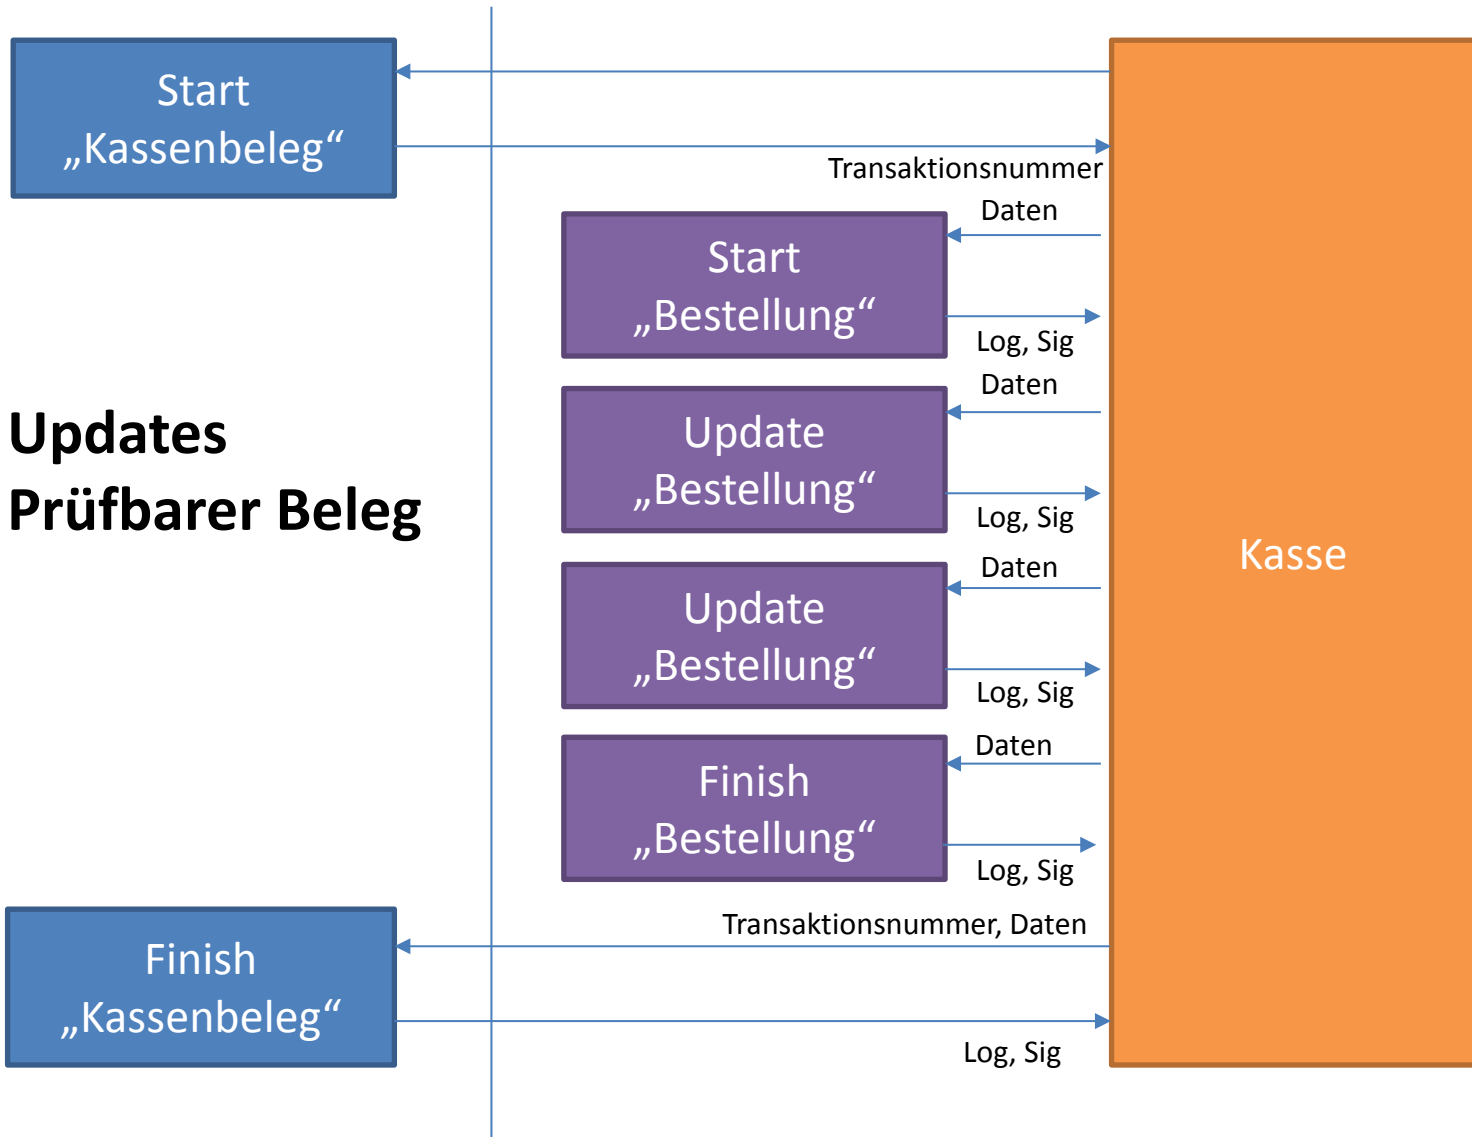 Start
„Kassenbeleg“
Transaktionsnummer
Daten
Start
„Bestellung“
Log, Sig
Daten
Update
„Bestellung“
Log, Sig
Updates
Prüfbarer Beleg
Kasse
Daten
Update
„Bestellung“
Log, Sig
Daten
Finish
„Bestellung“
Log, Sig
Transaktionsnummer, Daten
Finish
„Kassenbeleg“
Log, Sig